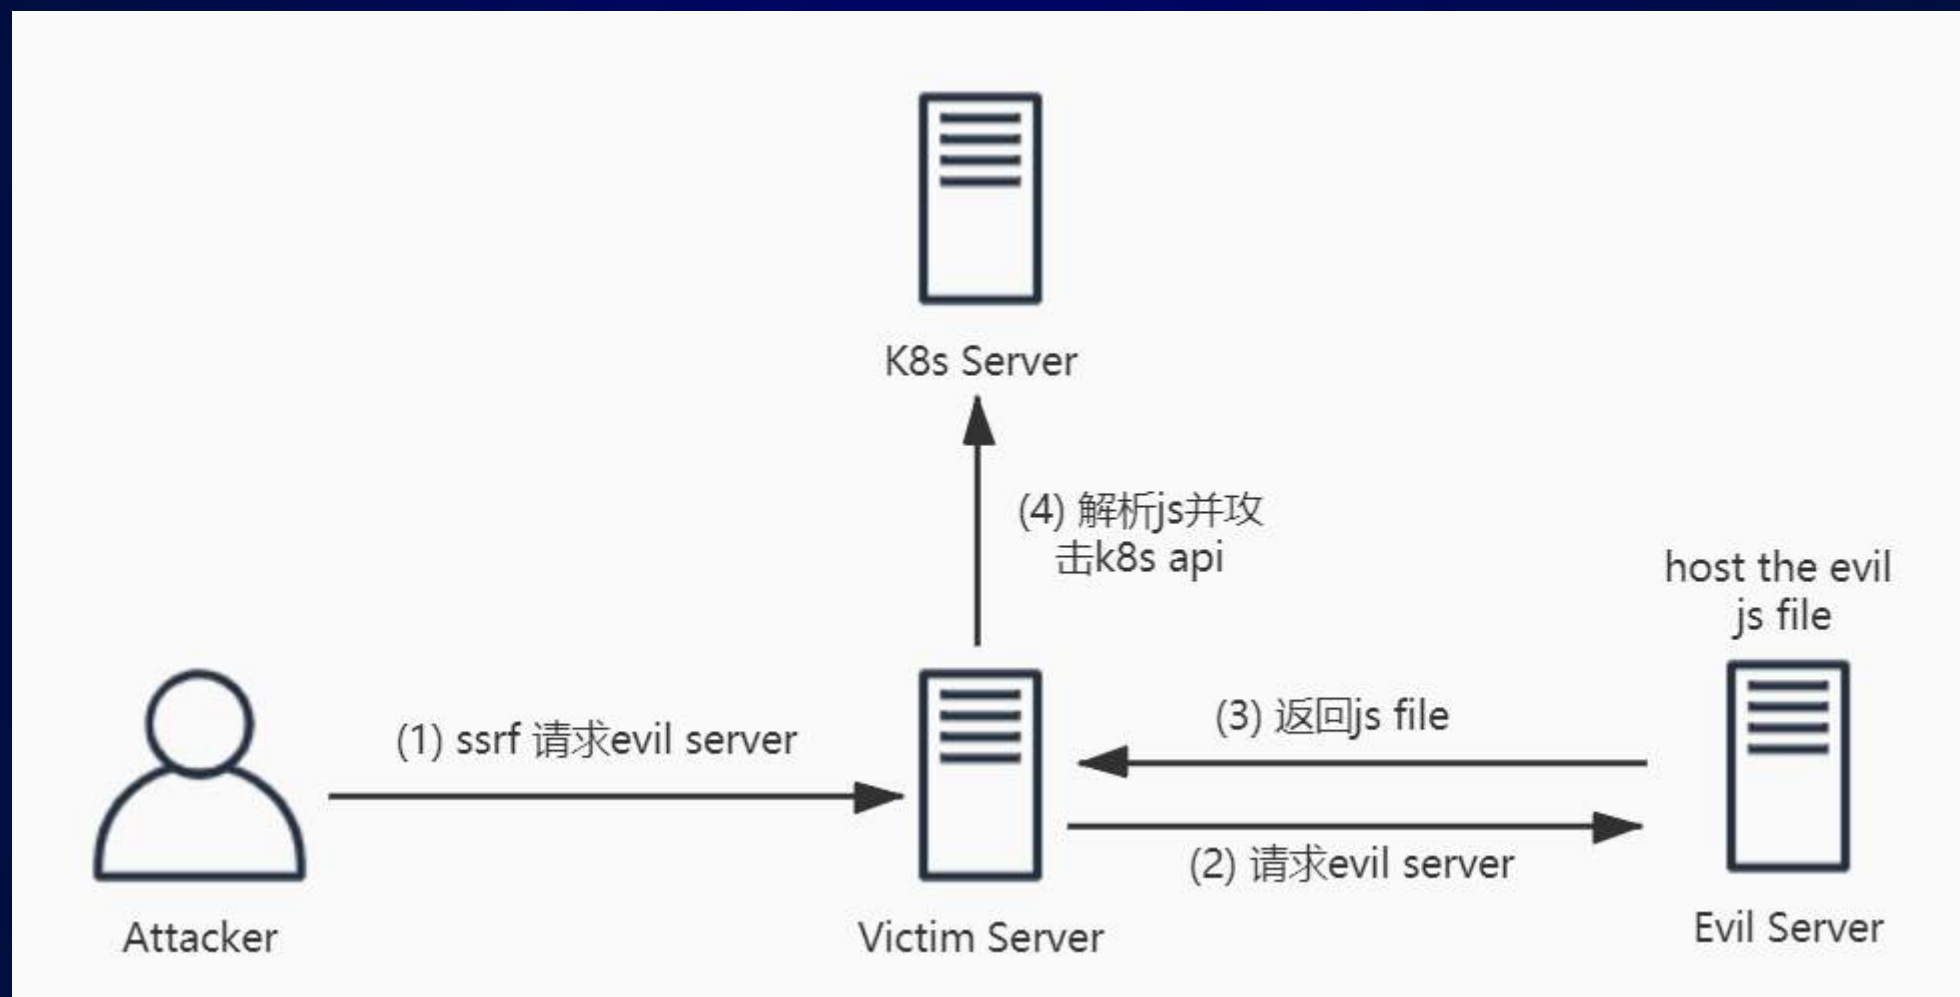 K8s Server
(4) 解析js并攻
击k8s api
host the evil
js file
(1) ssrf 请求evil server
(3) 返回js file
(2) 请求evil server
Attacker
Victim Server
Evil Server